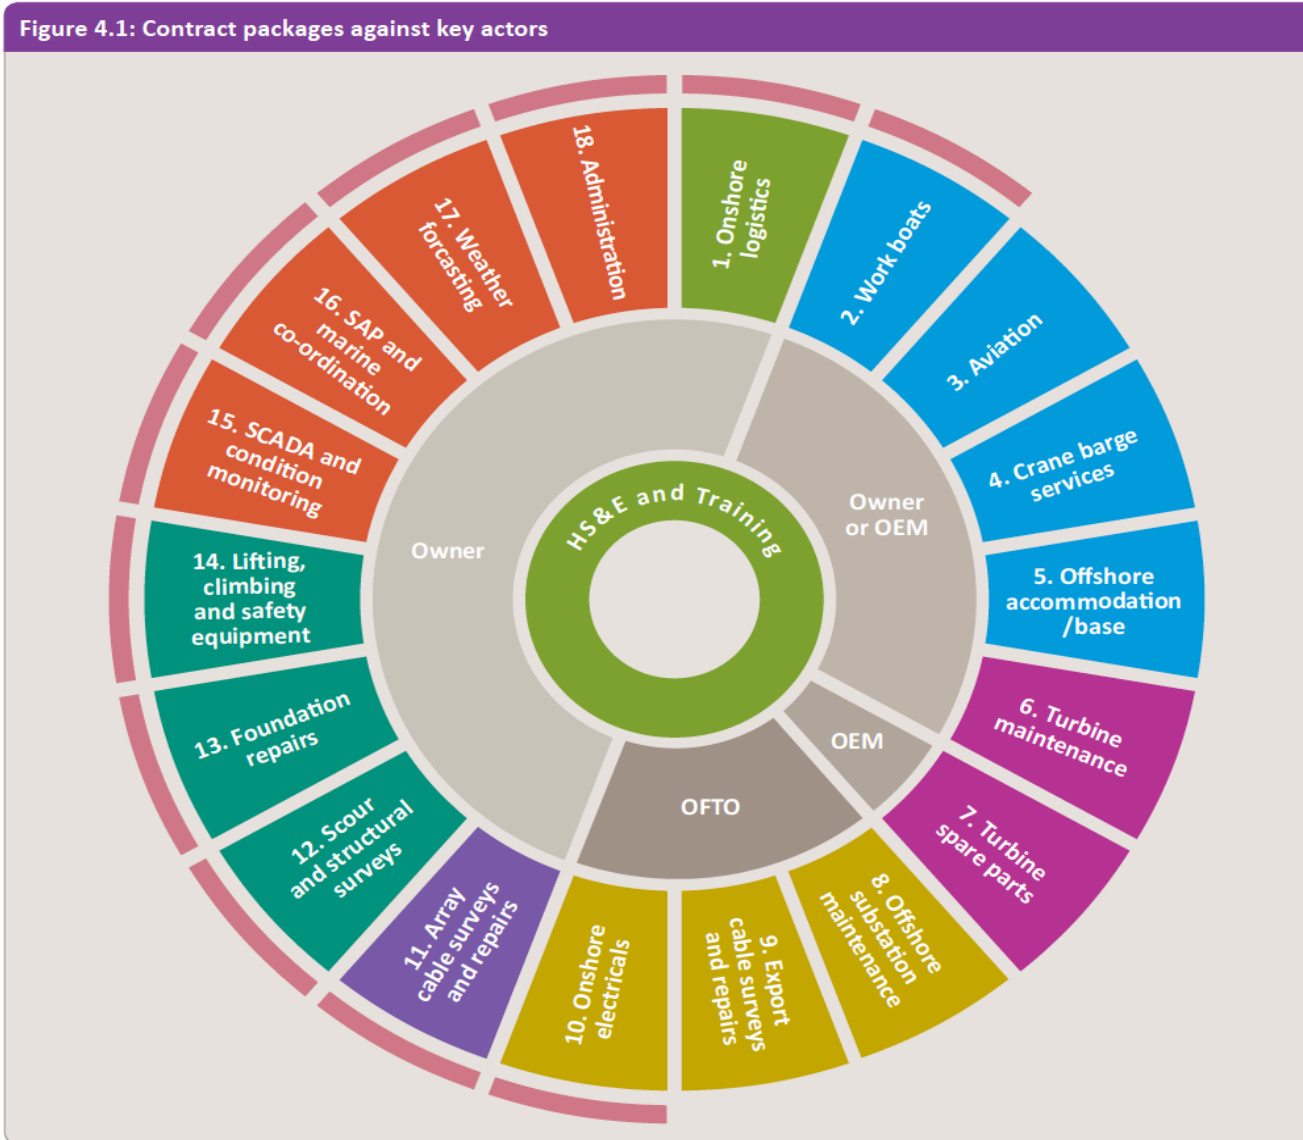 Figure 4.1: Contract packages against key actors
1. Onshore
logistics
2. Work boats
3. Aviation
4. Crane barge
services
5. Offshore
accommodation
/base
6. Turbine
maintenance
7. Turbine
spare parts
8. Offshore
substation
maintenance
9. Export
cable surveys
and repairs
10. Onshore
electricals
11. Array
cable surveys
and repairs
12. Scour
and structural
surveys
13. Foundation
repairs
14. Lifting,
climbing
and safety
equipment
15. SCADA and
condition
monitoring
16. SAP and
marine
co-ordination
17. Weather
forcasting
18. Administration
Owner
Owner
or OEM
OEM
OFTO
HS&E and Training